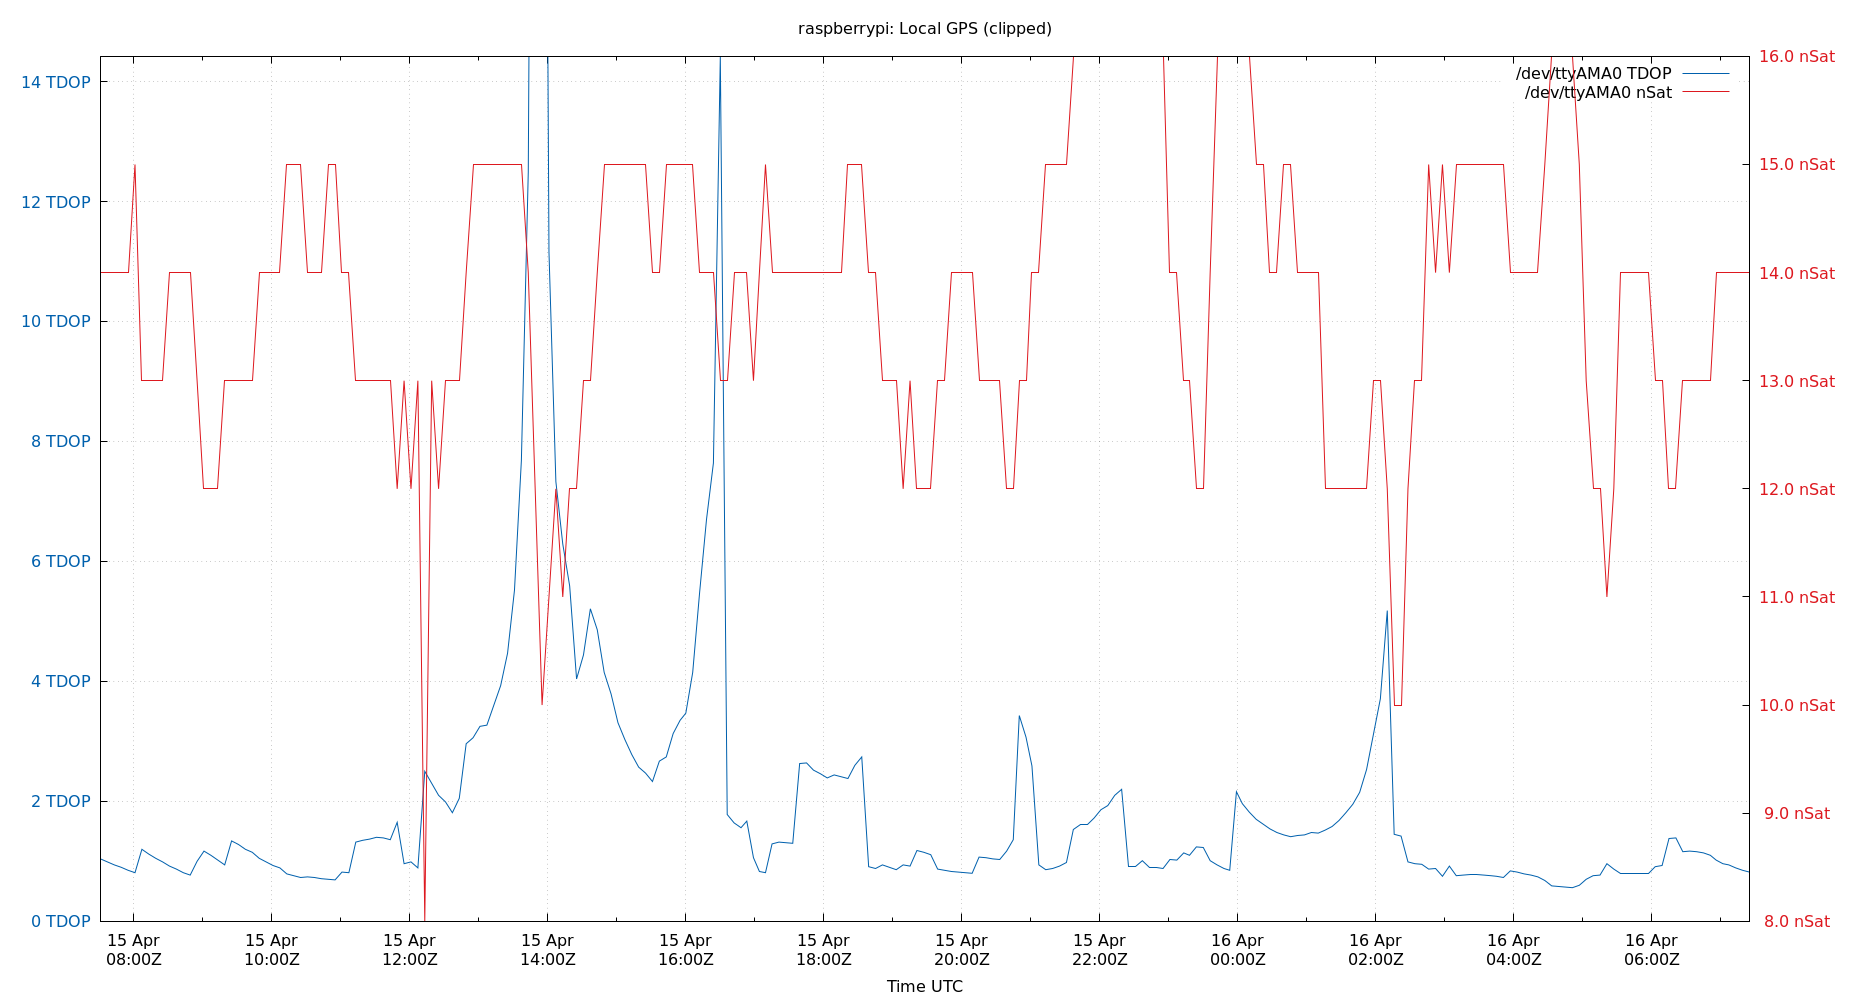 raspberrypi: Local GPS (clipped)
/dev/ttyAMA0 TDOP
/dev/ttyAMA0 nSat
14 TDOP
12 TDOP
10 TDOP
8 TDOP
6 TDOP
4 TDOP
2 TDOP
0 TDOP
16.0 nSat
15.0 nSat
14.0 nSat
13.0 nSat
12.0 nSat
11.0 nSat
10.0 nSat
9.0 nSat
8.0 nSat
15 Apr 15 Apr 15 Apr 15 Apr 15 Apr 15 Apr 15 Apr 15 Apr 16 Apr 16 Apr 16 Apr 16 Apr
08:00Z 10:00Z 12:00Z 14:00Z 16:00Z 18:00Z 20:00Z 22:00Z 00:00Z 02:00Z 04:00Z 06:00Z
Time UTC